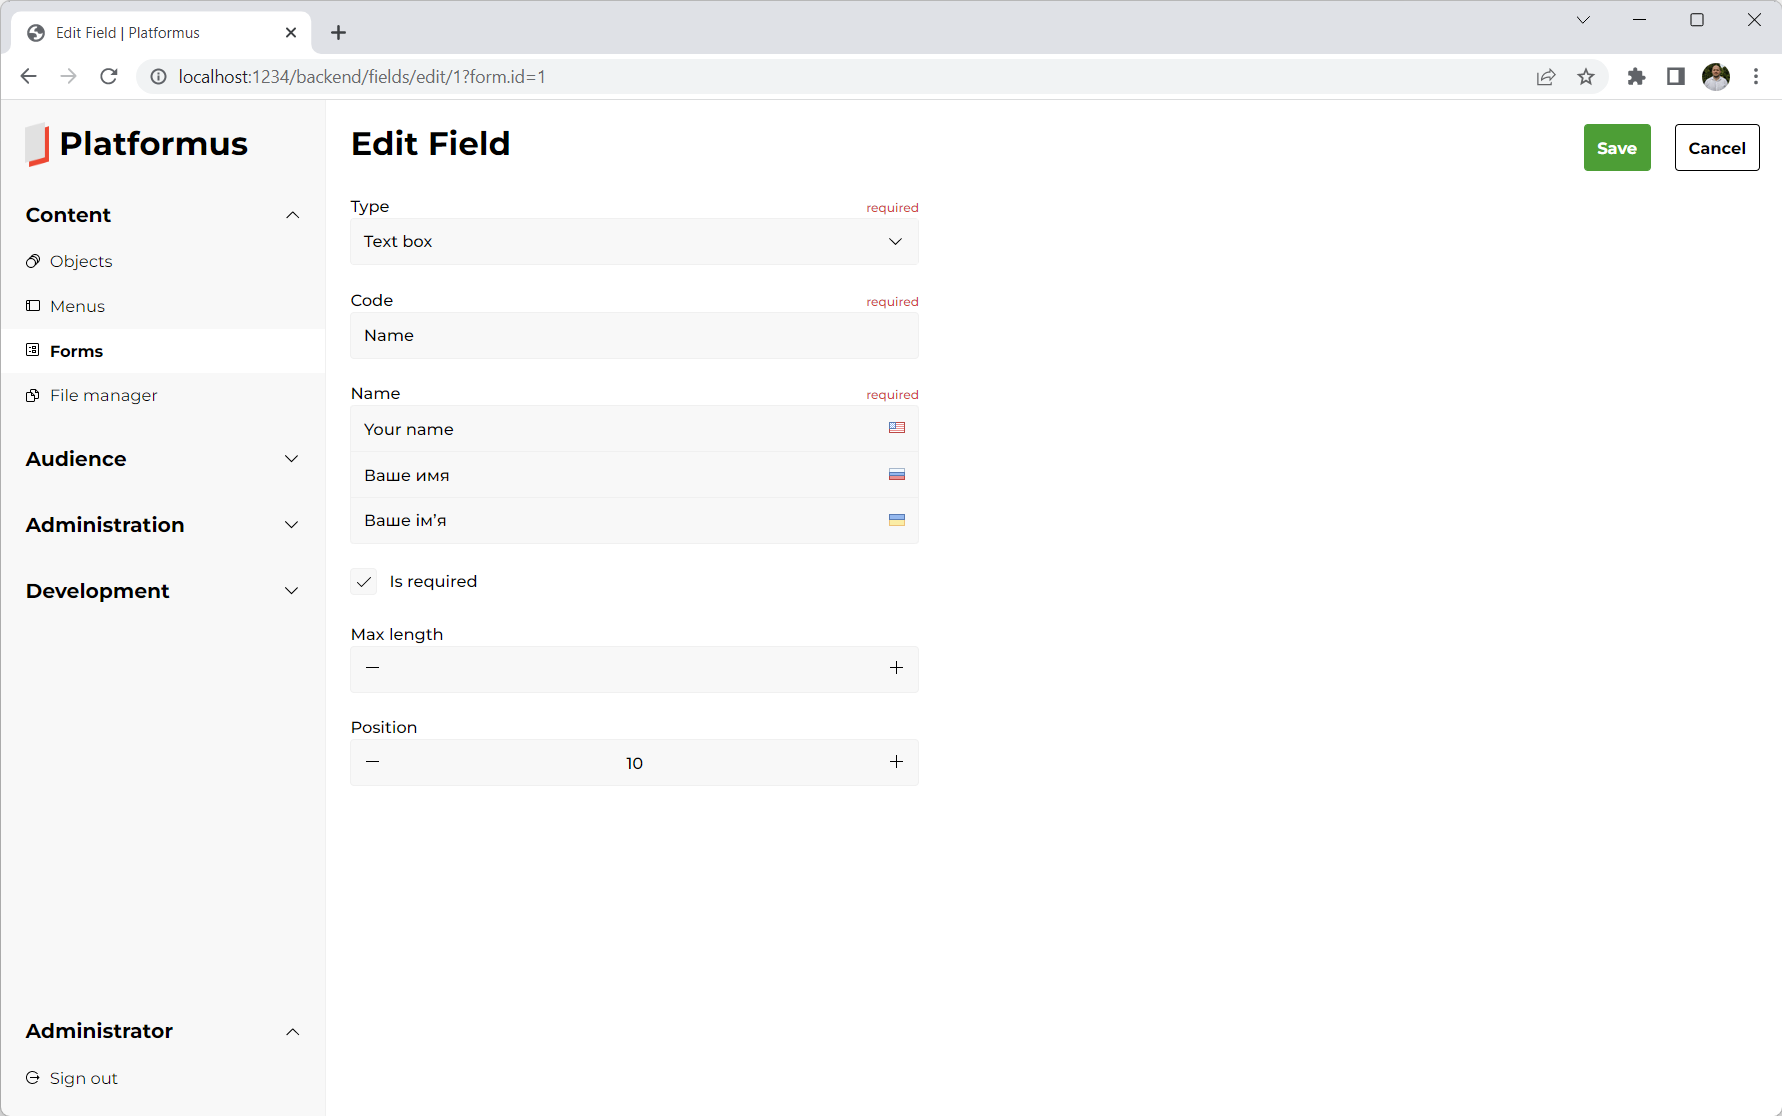 Edit Field | Platformus
localhost:1234/backend/fields/edit/1?form.id=1
Platformus
Content
Objects
Menus
Forms
File manager
Audience
Administration
Development
Administrator
Sign out
Edit Field
Save
Cancel
Type required
Text box
Code required
Name
Name required
Your name
Ваше имя
Ваше ім’я
Is required
Max length
Position
10